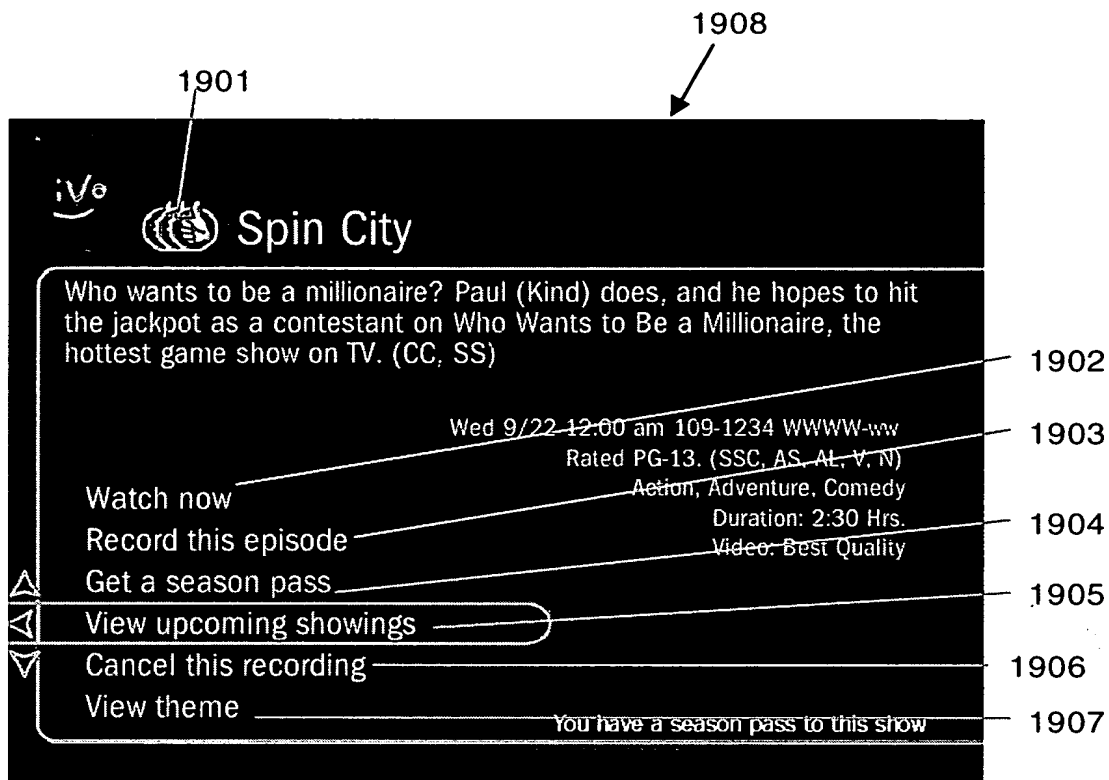 1908
1901
iVo
Spin City
Who wants to be a millionaire? Paul (Kind) does, and he hopes to hit
the jackpot as a contestant on Who Wants to Be a Millionaire, the
hottest game show on TV. (CC, SS)
1902
Wed 9/22 12:00 am 109-1234 WWWW-ww
1903
Rated PG-13. (SSC, AS, AL, V, N)
Watch now
Action, Adventure, Comedy
Duration: 2:30 Hrs.
1904
Record this episode
Video: Best Quality
Get a season pass
1905
View upcoming showings
Cancel this recording
1906
View theme
You have a season pass to this show
1907